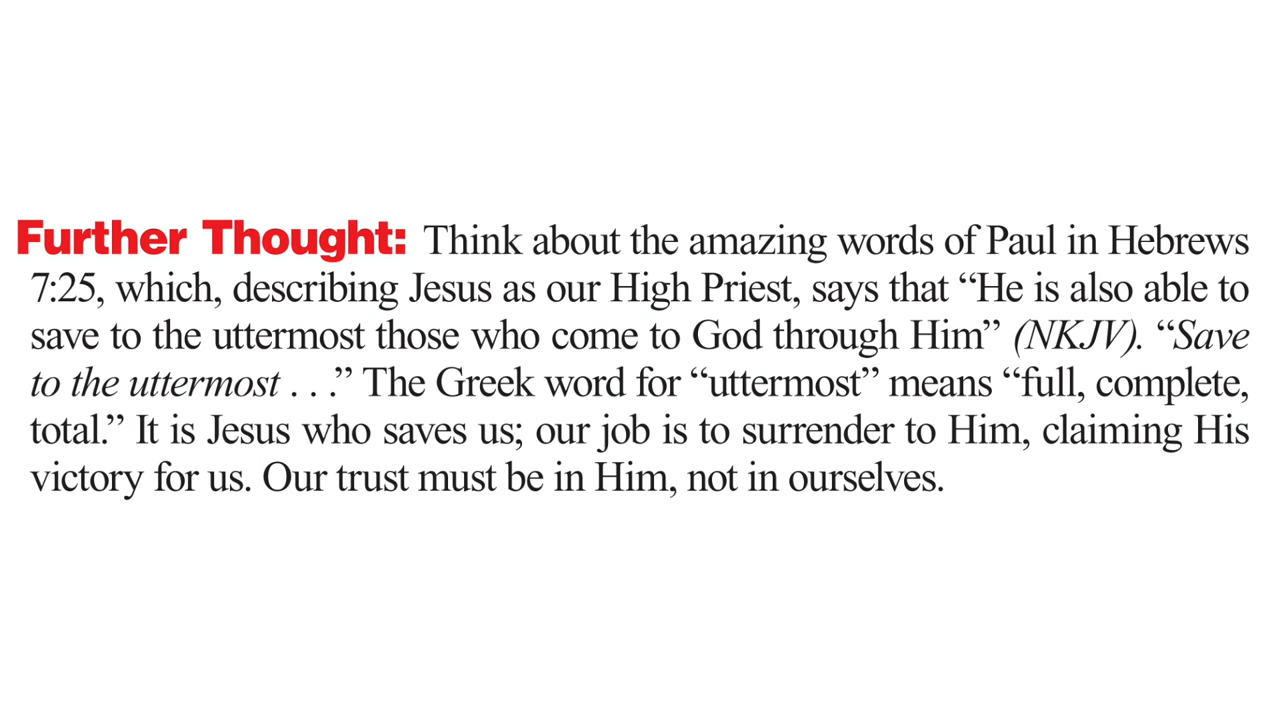 Further Thought: Think about the amazing words of Paul in Hebrews
7:25, which, describing Jesus as our High Priest, says that “He is also able to
save to the uttermost those who come to God through Him” (NKJV). “Save
to the uttermost . . .” The Greek word for “uttermost” means “full, complete,
total.” It is Jesus who saves us; our job is to surrender to Him, claiming His
victory for us. Our trust must be in Him, not in ourselves.